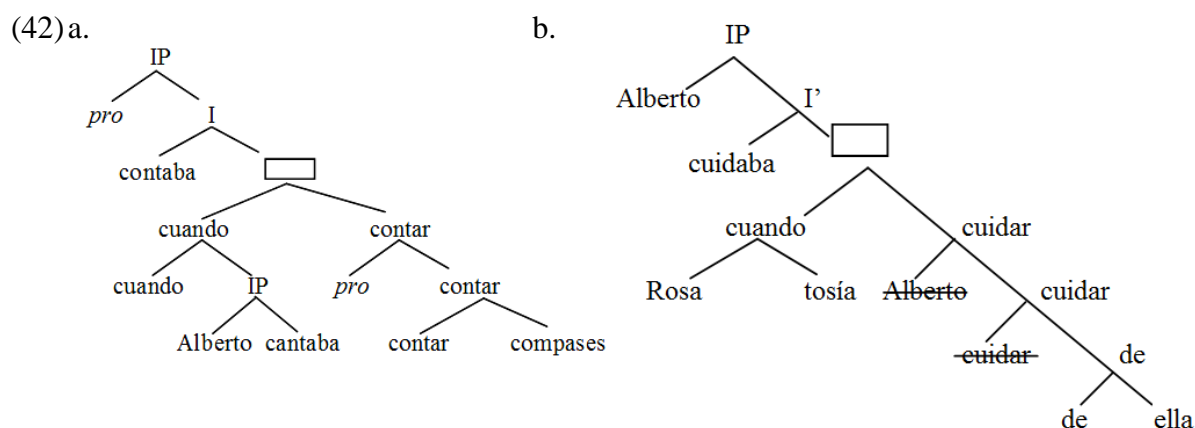 (42) a.
IP
pro
I
contaba
cuando
contar
cuando
IP
pro
contar
Alberto
cantaba
contar
compases
b.
IP
Alberto
I’
cuidaba
cuando
cuidar
Rosa
tosía
Alberto
cuidar
cuidar
de
de
ella